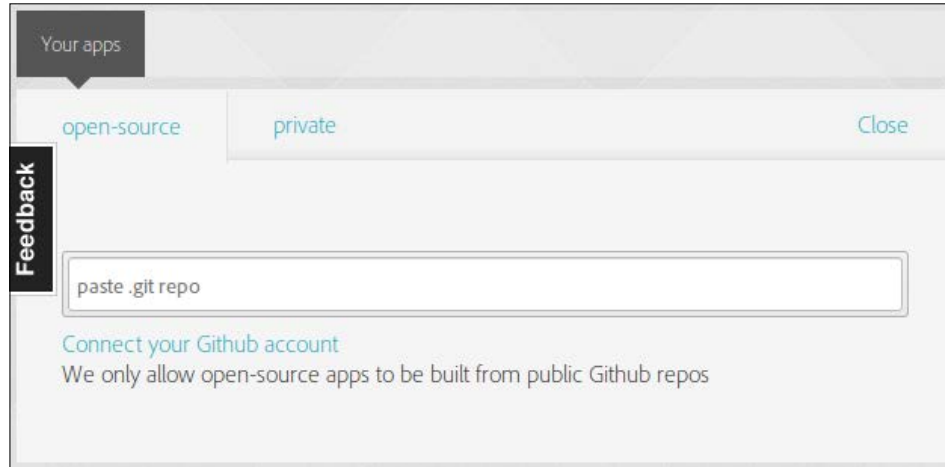 Your apps
open-source
private
Close
Feedback
paste .git repo
Connect your Github account
We only allow open-source apps to be built from public Github repos